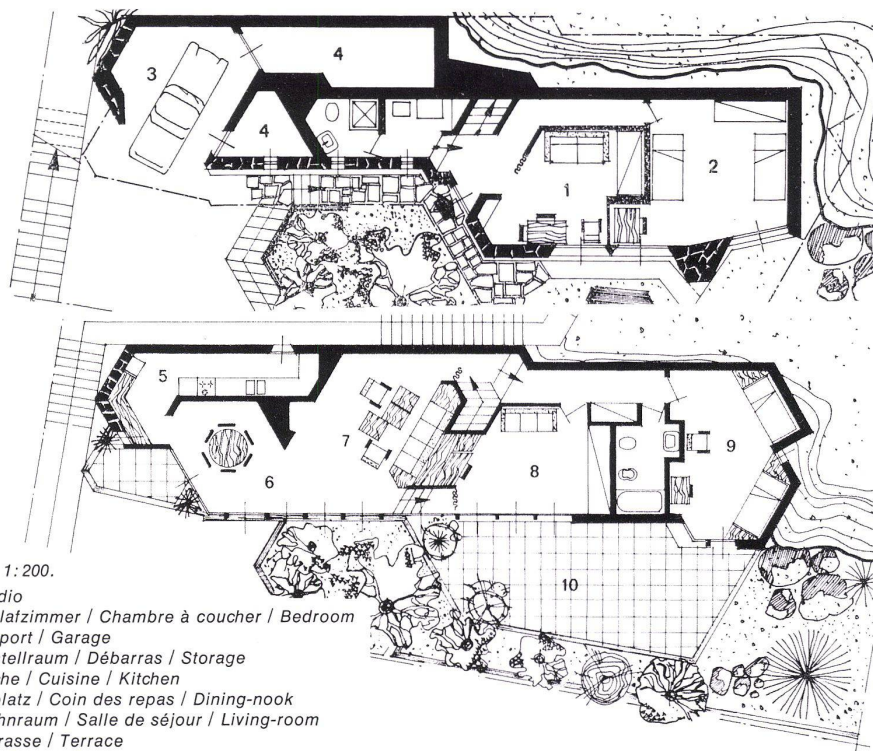 3
4
4
1
2
5
6
7
8
9
10
1:200.
dio
lafzimmer / Chambre à coucher / Bedroom
port / Garage
tellraum / Débarras / Storage
che / Cuisine / Kitchen
platz / Coin des repas / Dining-nook
hnraum / Salle de séjour / Living-room
rasse / Terrace